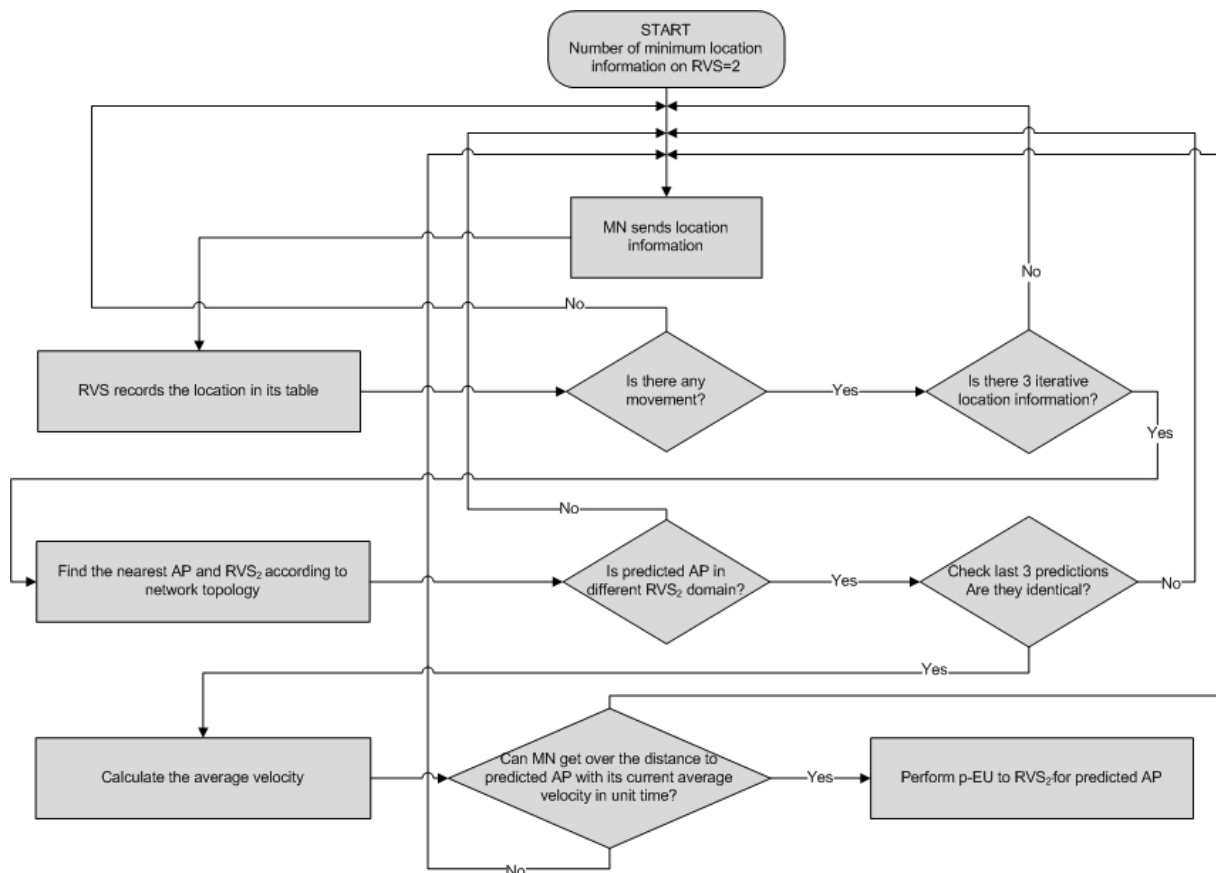 START
Number of minimum location
information on RVS=2
MN sends location
information
No
No
RVS records the location in its table
Is there any
movement?
Yes
Is there 3 iterative
location information?
Yes
No
Find the nearest AP and RVS₂ according to
network topology
Is predicted AP in
different RVS₂ domain?
Yes
Check last 3 predictions
Are they identical?
No
Yes
Calculate the average velocity
Can MN get over the distance to
predicted AP with its current average
velocity in unit time?
Yes
Perform p-EU to RVS₂ for predicted AP
No